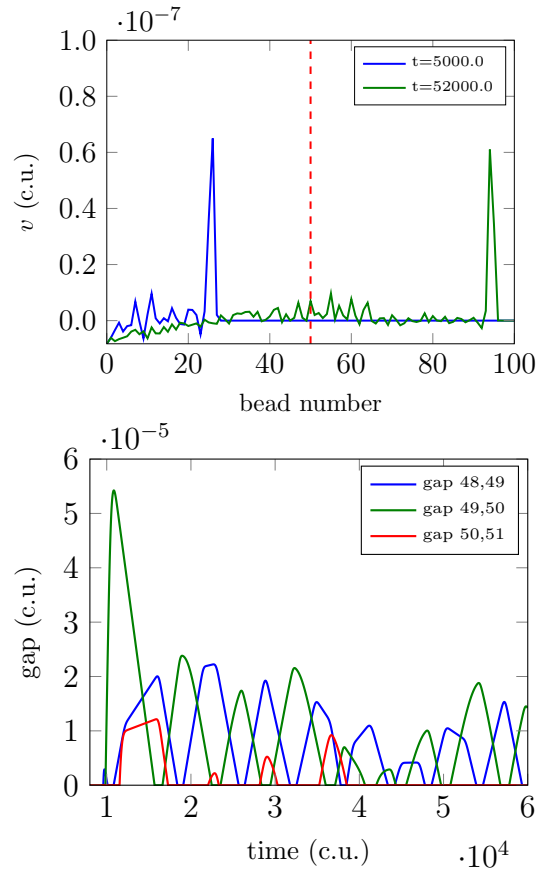 ·10⁻⁷
1.0
0.8
0.6
0.4
0.2
0.0
v (c.u.)
t=5000.0
t=52000.0
0 20 40 60 80 100
bead number
·10⁻⁵
6
5
4
3
2
1
0
gap (c.u.)
gap 48,49
gap 49,50
gap 50,51
1 2 3 4 5 6
time (c.u.)
·10⁴